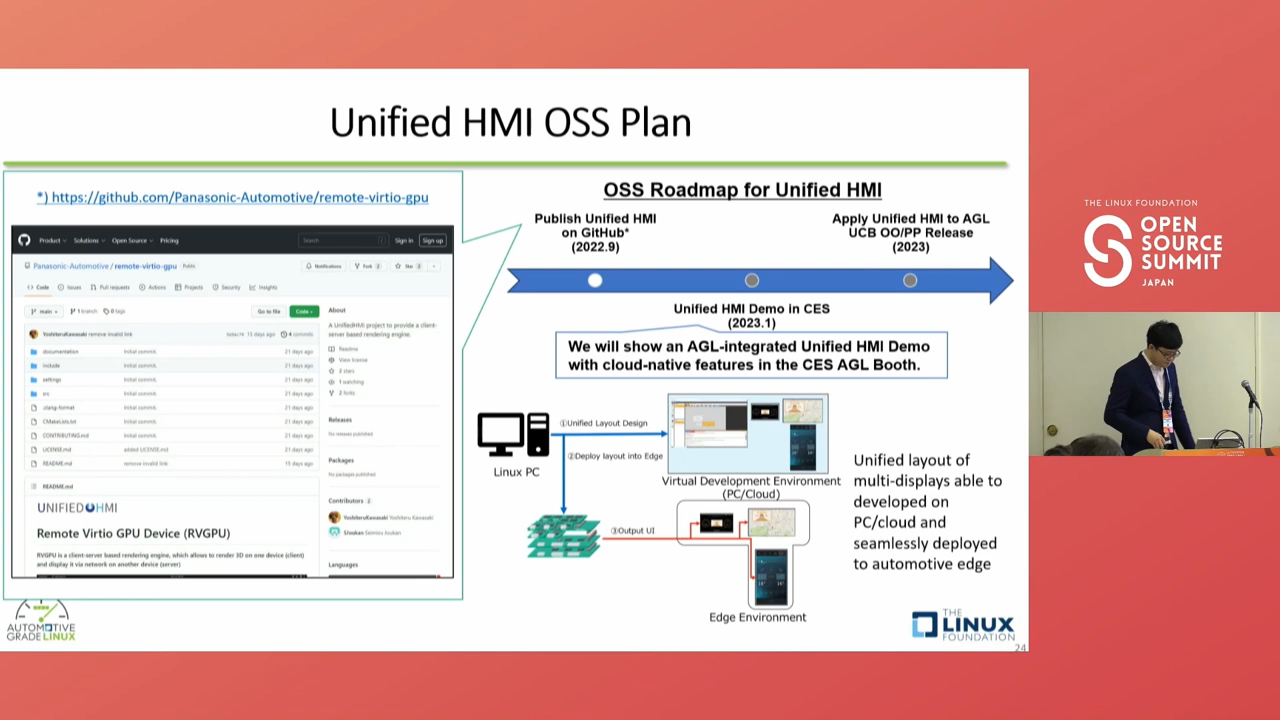 Unified HMI OSS Plan
*) https://github.com/Panasonic-Automotive/remote-virtio-gpu
Product Solutions Open Source Pricing
Search
Sign in
Sign up
Panasonic-Automotive / remote-virtio-gpu Public
Notifications
Fork 2
Star
Code Issues Pull requests Actions Projects Security Insights
main 1 branch 0 tags
Go to file
Code
YoshiteruKawasaki remove invalid link
15 days ago 4 commits
documentation Initial commit. 21 days ago
include Initial commit. 21 days ago
settings Initial commit. 21 days ago
src Initial commit. 21 days ago
.clang-format Initial commit. 21 days ago
CMakeLists.txt Initial commit. 21 days ago
CONTRIBUTING.md Initial commit. 21 days ago
LICENSE.md added LICENSE.md 21 days ago
README.md remove invalid link 15 days ago
About
A UnifiedHMI project to provide a client-
server based rendering engine.
Readme
View license
1 watching
2 forks
Releases
No releases published
Packages
No packages published
Contributors 2
YoshiteruKawasaki Yoshiteru Kawasaki
Languages
README.md
UNIFIED HMI
Remote Virtio GPU Device (RVGPU)
RVGPU is a client-server based rendering engine, which allows to render 3D on one device (client)
and display it via network on another device (server)
OSS Roadmap for Unified HMI
Publish Unified HMI
on GitHub*
(2022.9)
Apply Unified HMI to AGL
UCB OO/PP Release
(2023)
Unified HMI Demo in CES
(2023.1)
We will show an AGL-integrated Unified HMI Demo
with cloud-native features in the CES AGL Booth.
①Unified Layout Design
②Deploy layout into Edge
Linux PC
Virtual Development Environment
(PC/Cloud)
③Output UI
Edge Environment
Unified layout of
multi-displays able to
developed on
PC/cloud and
seamlessly deployed
to automotive edge
AUTOMOTIVE
GRADE LINUX
THE
LINUX
FOUNDATION
24
THE LINUX FOUNDATION
OPEN
SOURCE
SUMMIT
JAPAN